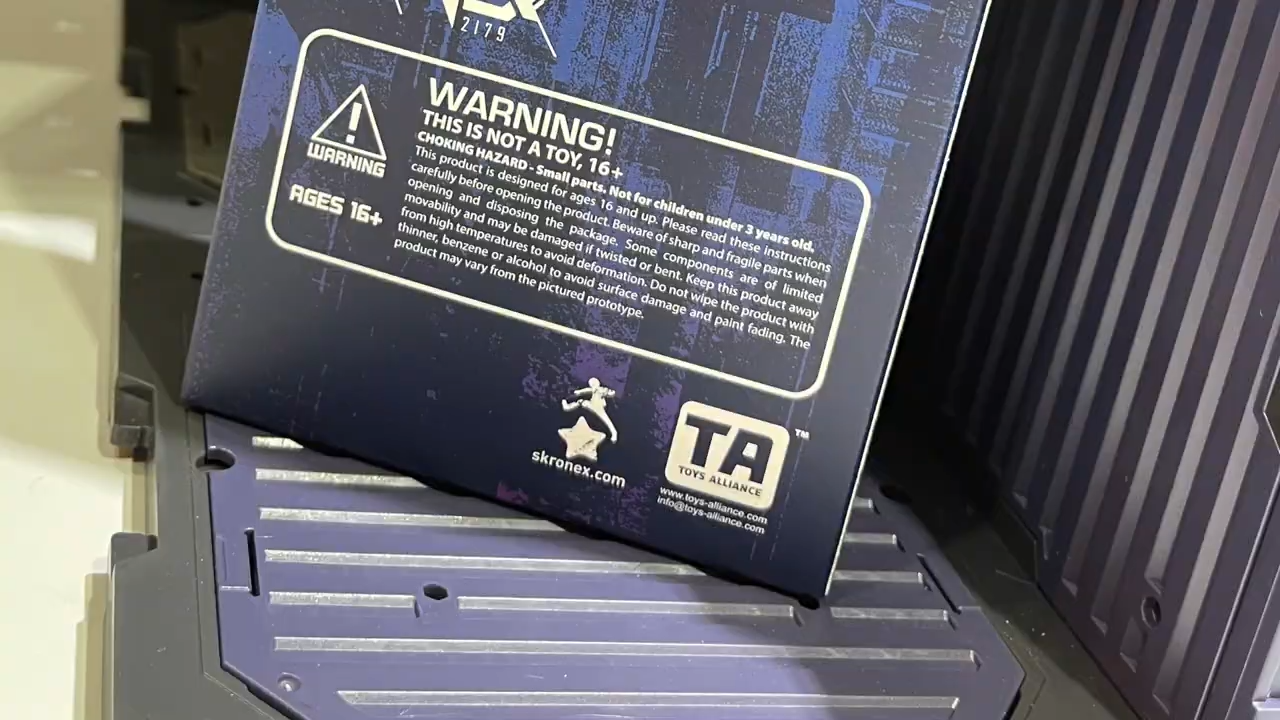 2179
WARNING!
THIS IS NOT A TOY, 16+
CHOKING HAZARD - Small parts. Not for children under 3 years old.
This product is designed for ages 16 and up. Please read these instructions
carefully before opening the product. Beware of sharp and fragile parts when
opening and disposing the package. Some components are of limited
movability and may be damaged if twisted or bent. Keep this product away
from high temperatures to avoid deformation. Do not wipe the product with
thinner, benzene or alcohol to avoid surface damage and paint fading. The
product may vary from the pictured prototype.
WARNING
AGES 16+
skronex.com
TA
TM
TOYS ALLIANCE
www.toys-alliance.com
info@toys-alliance.com